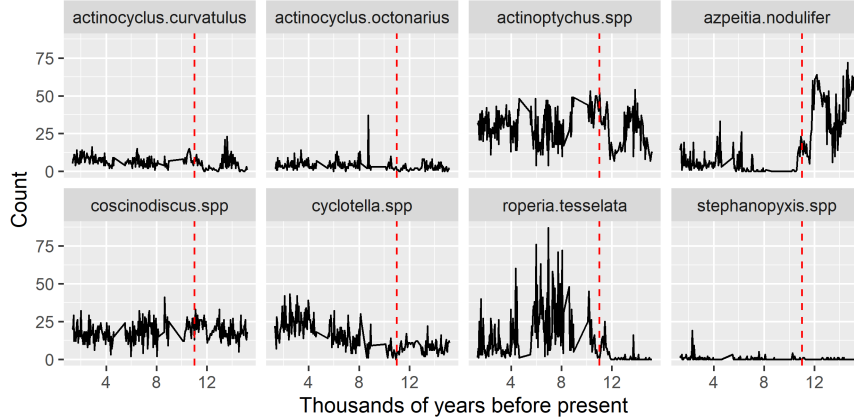 actinocyclus.curvatulus actinocyclus.octonarius actinoptychus.spp azpeitia.nodulifer
75
50
25
0
Count
coscinodiscus.spp cyclotella.spp roperia.tesselata stephanopyxis.spp
75
50
25
0
4 8 12 4 8 12 4 8 12 4 8 12
Thousands of years before present